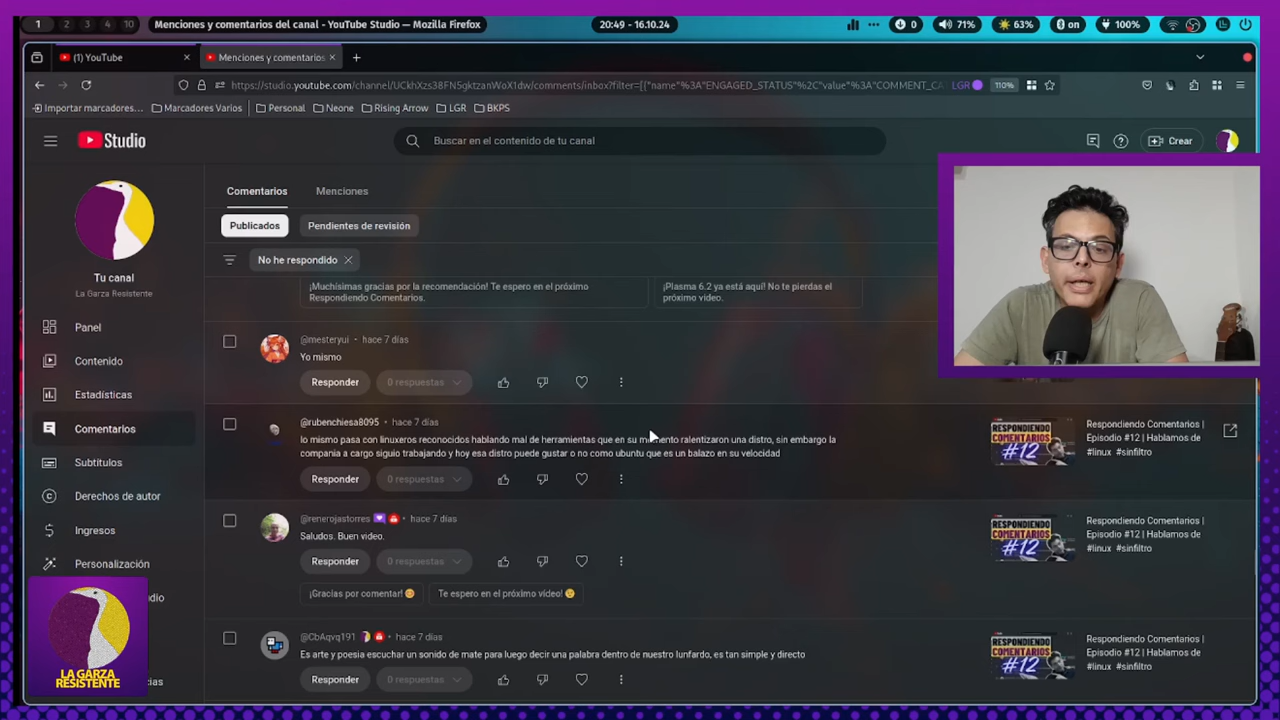 1 2 3 4 10 Menciones y comentarios del canal - YouTube Studio — Mozilla Firefox
20:49 - 16.10.24
0 71% 63% on 100%
(1) YouTube
Menciones y comentarios
https://studio.youtube.com/channel/UCkhXzs38FN5gktzanWoX1dw/comments/inbox?filter=[{"name"%3A"ENGAGED_STATUS"%2C"value"%3A"COMMENT_CA
LGR
110%
Importar marcadores...
Marcadores Varios
Personal
Neone
Rising Arrow
LGR
BKPS
Studio
Buscar en el contenido de tu canal
Crear
Tu canal
La Garza Resistente
Panel
Contenido
Estadísticas
Comentarios
Subtítulos
Derechos de autor
Ingresos
Personalización
LA GARZA
RESISTENTE
Comentarios
Menciones
Publicados
Pendientes de revisión
No he respondido
¡Muchísimas gracias por la recomendación! Te espero en el próximo
Respondiendo Comentarios.
¡Plasma 6.2 ya está aquí! No te pierdas el
próximo video.
@mesteryui • hace 7 días
Yo mismo
Responder
0 respuestas
@rubenchiesa8095 • hace 7 días
lo mismo pasa con linuxeros reconocidos hablando mal de herramientas que en su momento ralentizaron una distro, sin embargo la
compania a cargo siguio trabajando y hoy esa distro puede gustar o no como ubuntu que es un balazo en su velocidad
Responder
0 respuestas
RESPONDIENDO
COMENTARIOS
#12
Respondiendo Comentarios |
Episodio #12 | Hablamos de
#linux #sinfiltro
@renerojastorres • hace 7 días
Saludos. Buen video.
Responder
0 respuestas
¡Gracias por comentar!
Te espero en el próximo vídeo!
RESPONDIENDO
COMENTARIOS
#12
Respondiendo Comentarios |
Episodio #12 | Hablamos de
#linux #sinfiltro
@CbAqvq191 • hace 7 días
Es arte y poesia escuchar un sonido de mate para luego decir una palabra dentro de nuestro lunfardo, es tan simple y directo
Responder
0 respuestas
RESPONDIENDO
COMENTARIOS
#12
Respondiendo Comentarios |
Episodio #12 | Hablamos de
#linux #sinfiltro